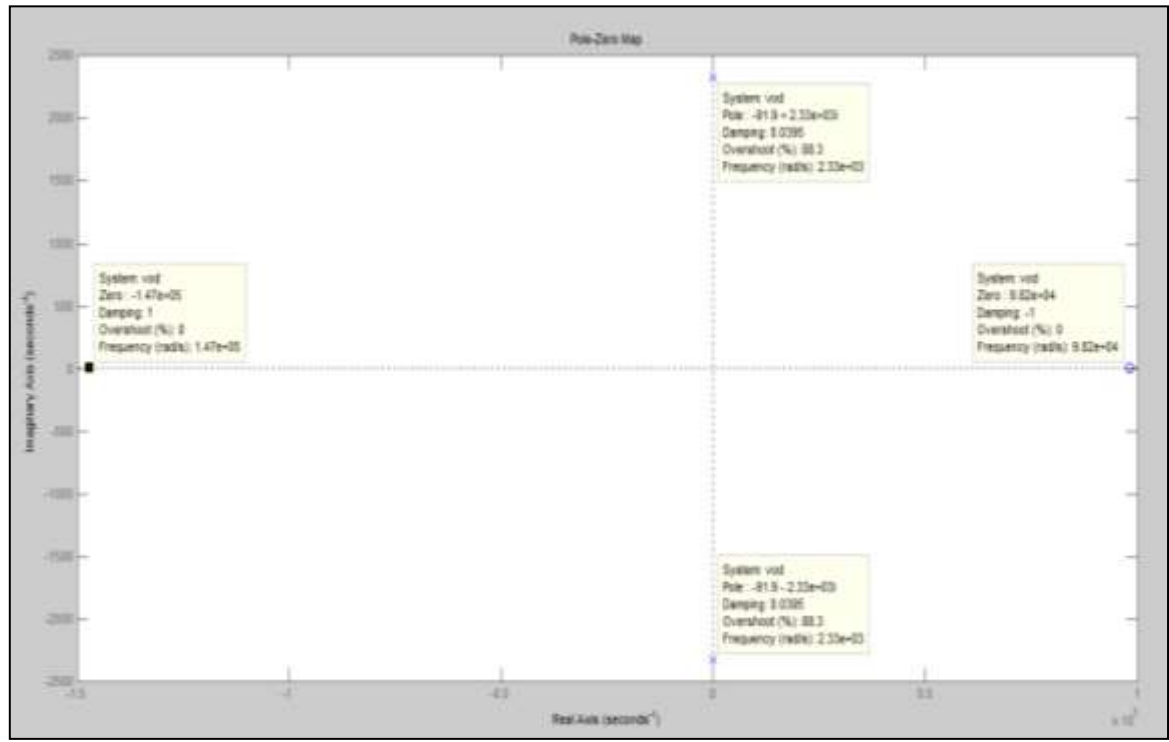 Pole-Zero Map
2500
System: vod
Pole : -91.9 + 2.33e+03i
Damping: 0.0395
Overshoot (%): 88.3
Frequency (rad/s): 2.33e+03
2000
1500
1000
System: vod
Zero : -1.47e+05
Damping: 1
Overshoot (%): 0
Frequency (rad/s): 1.47e+05
System: vod
Zero : 9.82e+04
Damping: -1
Overshoot (%): 0
Frequency (rad/s): 9.82e+04
500
0
-500
-1000
-1500
-2000
-2500
Imaginary Axis (seconds⁻¹)
System: vod
Pole : -91.9 - 2.33e+03i
Damping: 0.0395
Overshoot (%): 88.3
Frequency (rad/s): 2.33e+03
-1.5 -1 -0.5 0 0.5 1
Real Axis (seconds⁻¹)